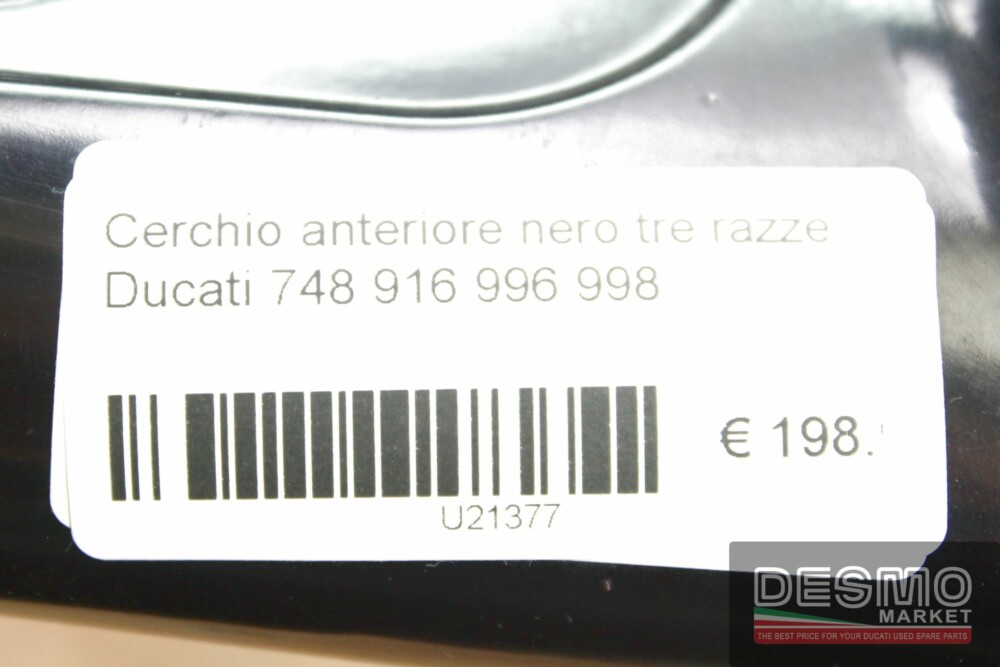 Cerchio anteriore nero tre razze
Ducati 748 916 996 998
€ 198.
U21377
DESMO
MARKET
THE BEST PRICE FOR YOUR DUCATI USED SPARE PARTS